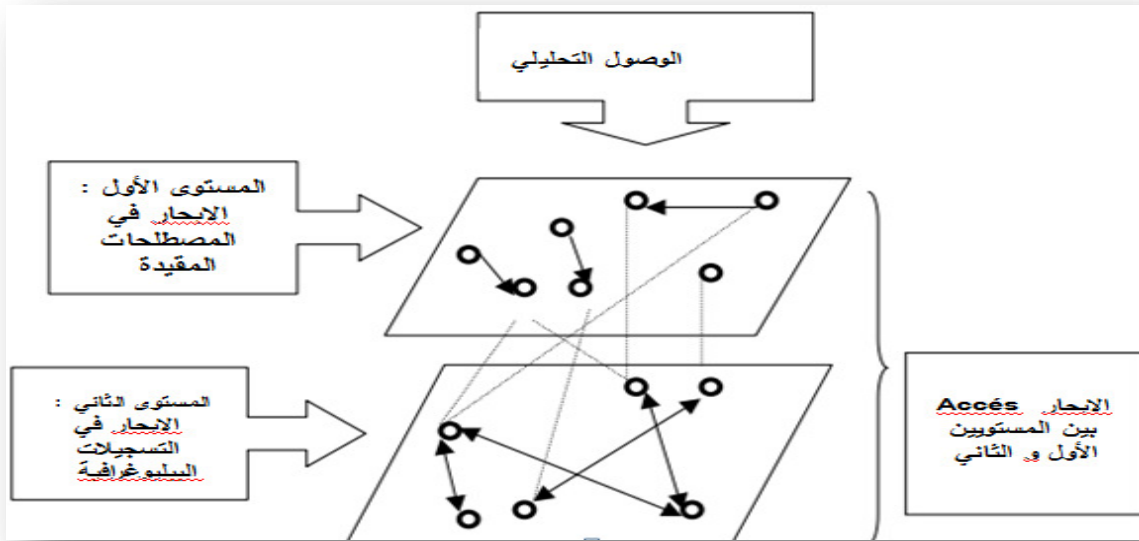 الوصول التحليلي
المستوى الأول :
الابحار في
المصطلحات
المقيدة
المستوى الثاني :
الابحار في
التسجيلات
الببليوغرافية
الابحار Accés
بين المستويين
الأول و الثاني